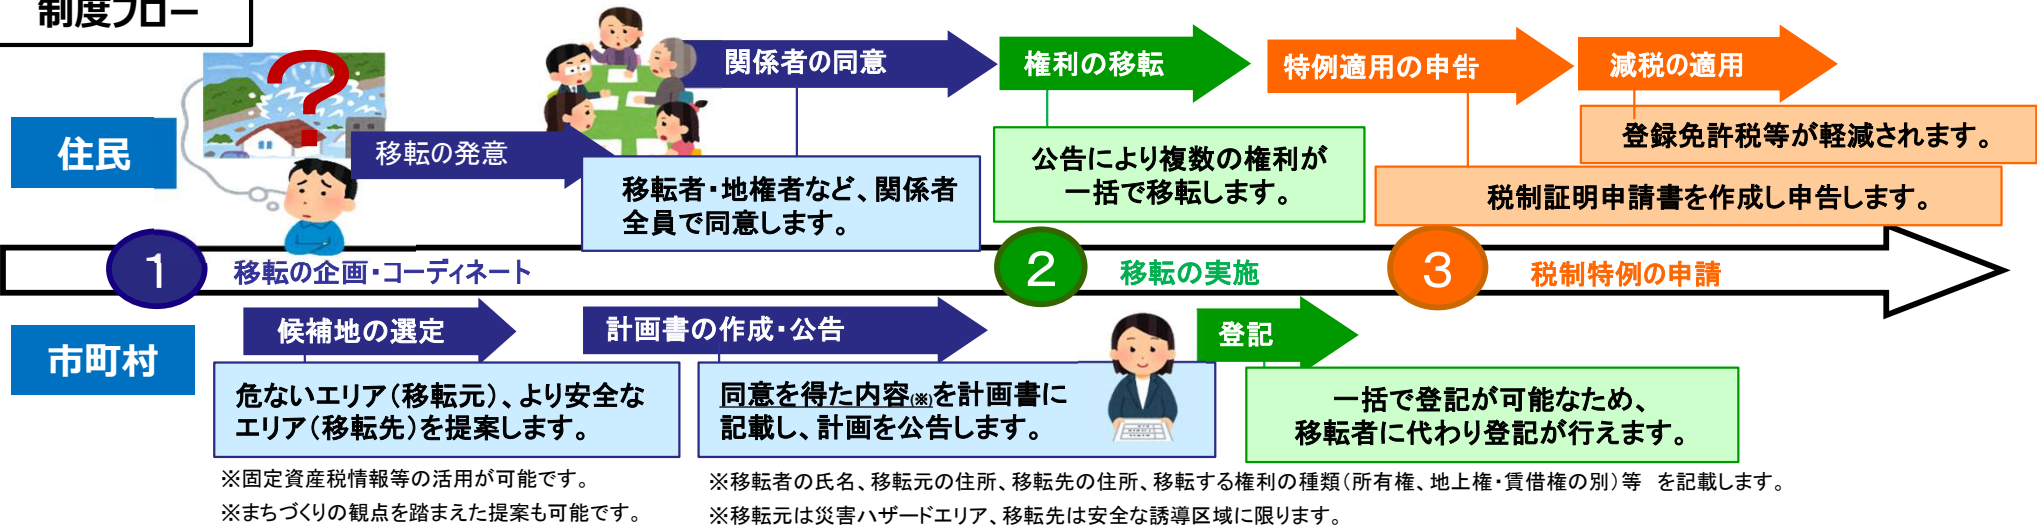 制度フロー
住民
?
移転の発意
関係者の同意
移転者・地権者など、関係者
全員で同意します。
権利の移転
公告により複数の権利が
一括で移転します。
特例適用の申告
税制証明申請書を作成し申告します。
減税の適用
登録免許税等が軽減されます。
1 移転の企画・コーディネート
2 移転の実施
3 税制特例の申請
市町村
候補地の選定
危ないエリア(移転元)、より安全な
エリア(移転先)を提案します。
※固定資産税情報等の活用が可能です。
※まちづくりの観点を踏まえた提案も可能です。
計画書の作成・公告
同意を得た内容(※)を計画書に
記載し、計画を公告します。
登記
一括で登記が可能なため、
移転者に代わり登記が行えます。
※移転者の氏名、移転元の住所、移転先の住所、移転する権利の種類(所有権、地上権・賃借権の別)等 を記載します。
※移転元は災害ハザードエリア、移転先は安全な誘導区域に限ります。